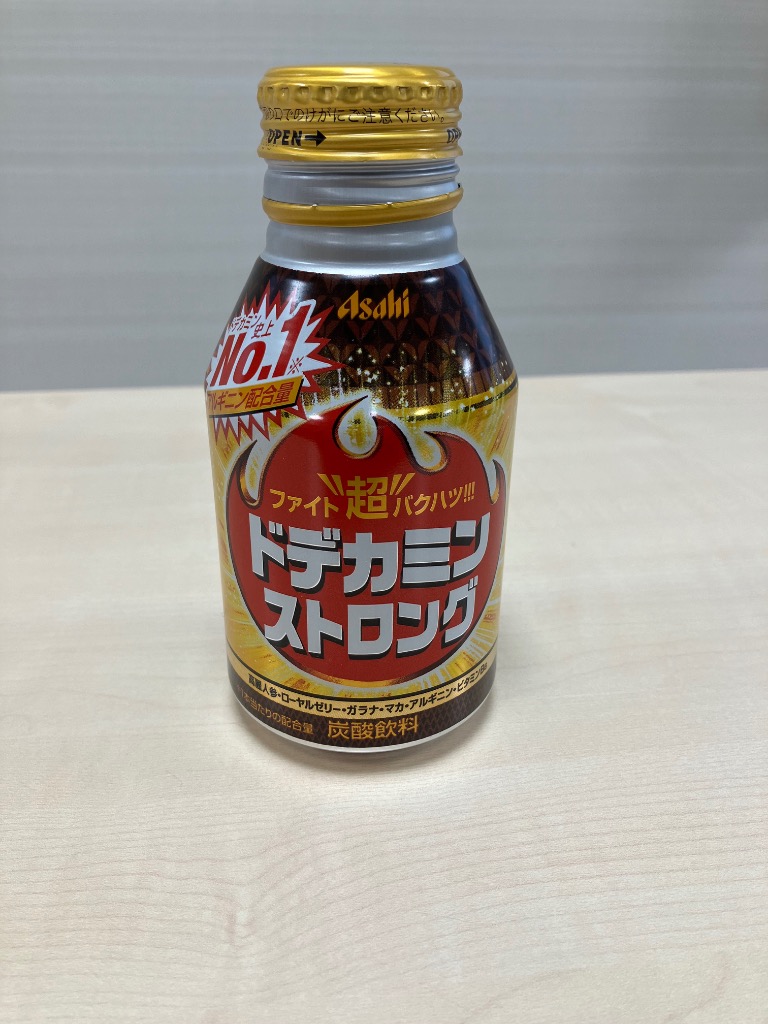 口でのけがにご注意ください。
OPEN→
Asahi
ドデカミン史上
No.1※
アルギニン配合量
ファイト"超"バクハツ!!!
ドデカミン
ストロング
高麗人参・ローヤルゼリー・ガラナ・マカ・アルギニン・ビタミンB6
1本当たりの配合量
炭酸飲料